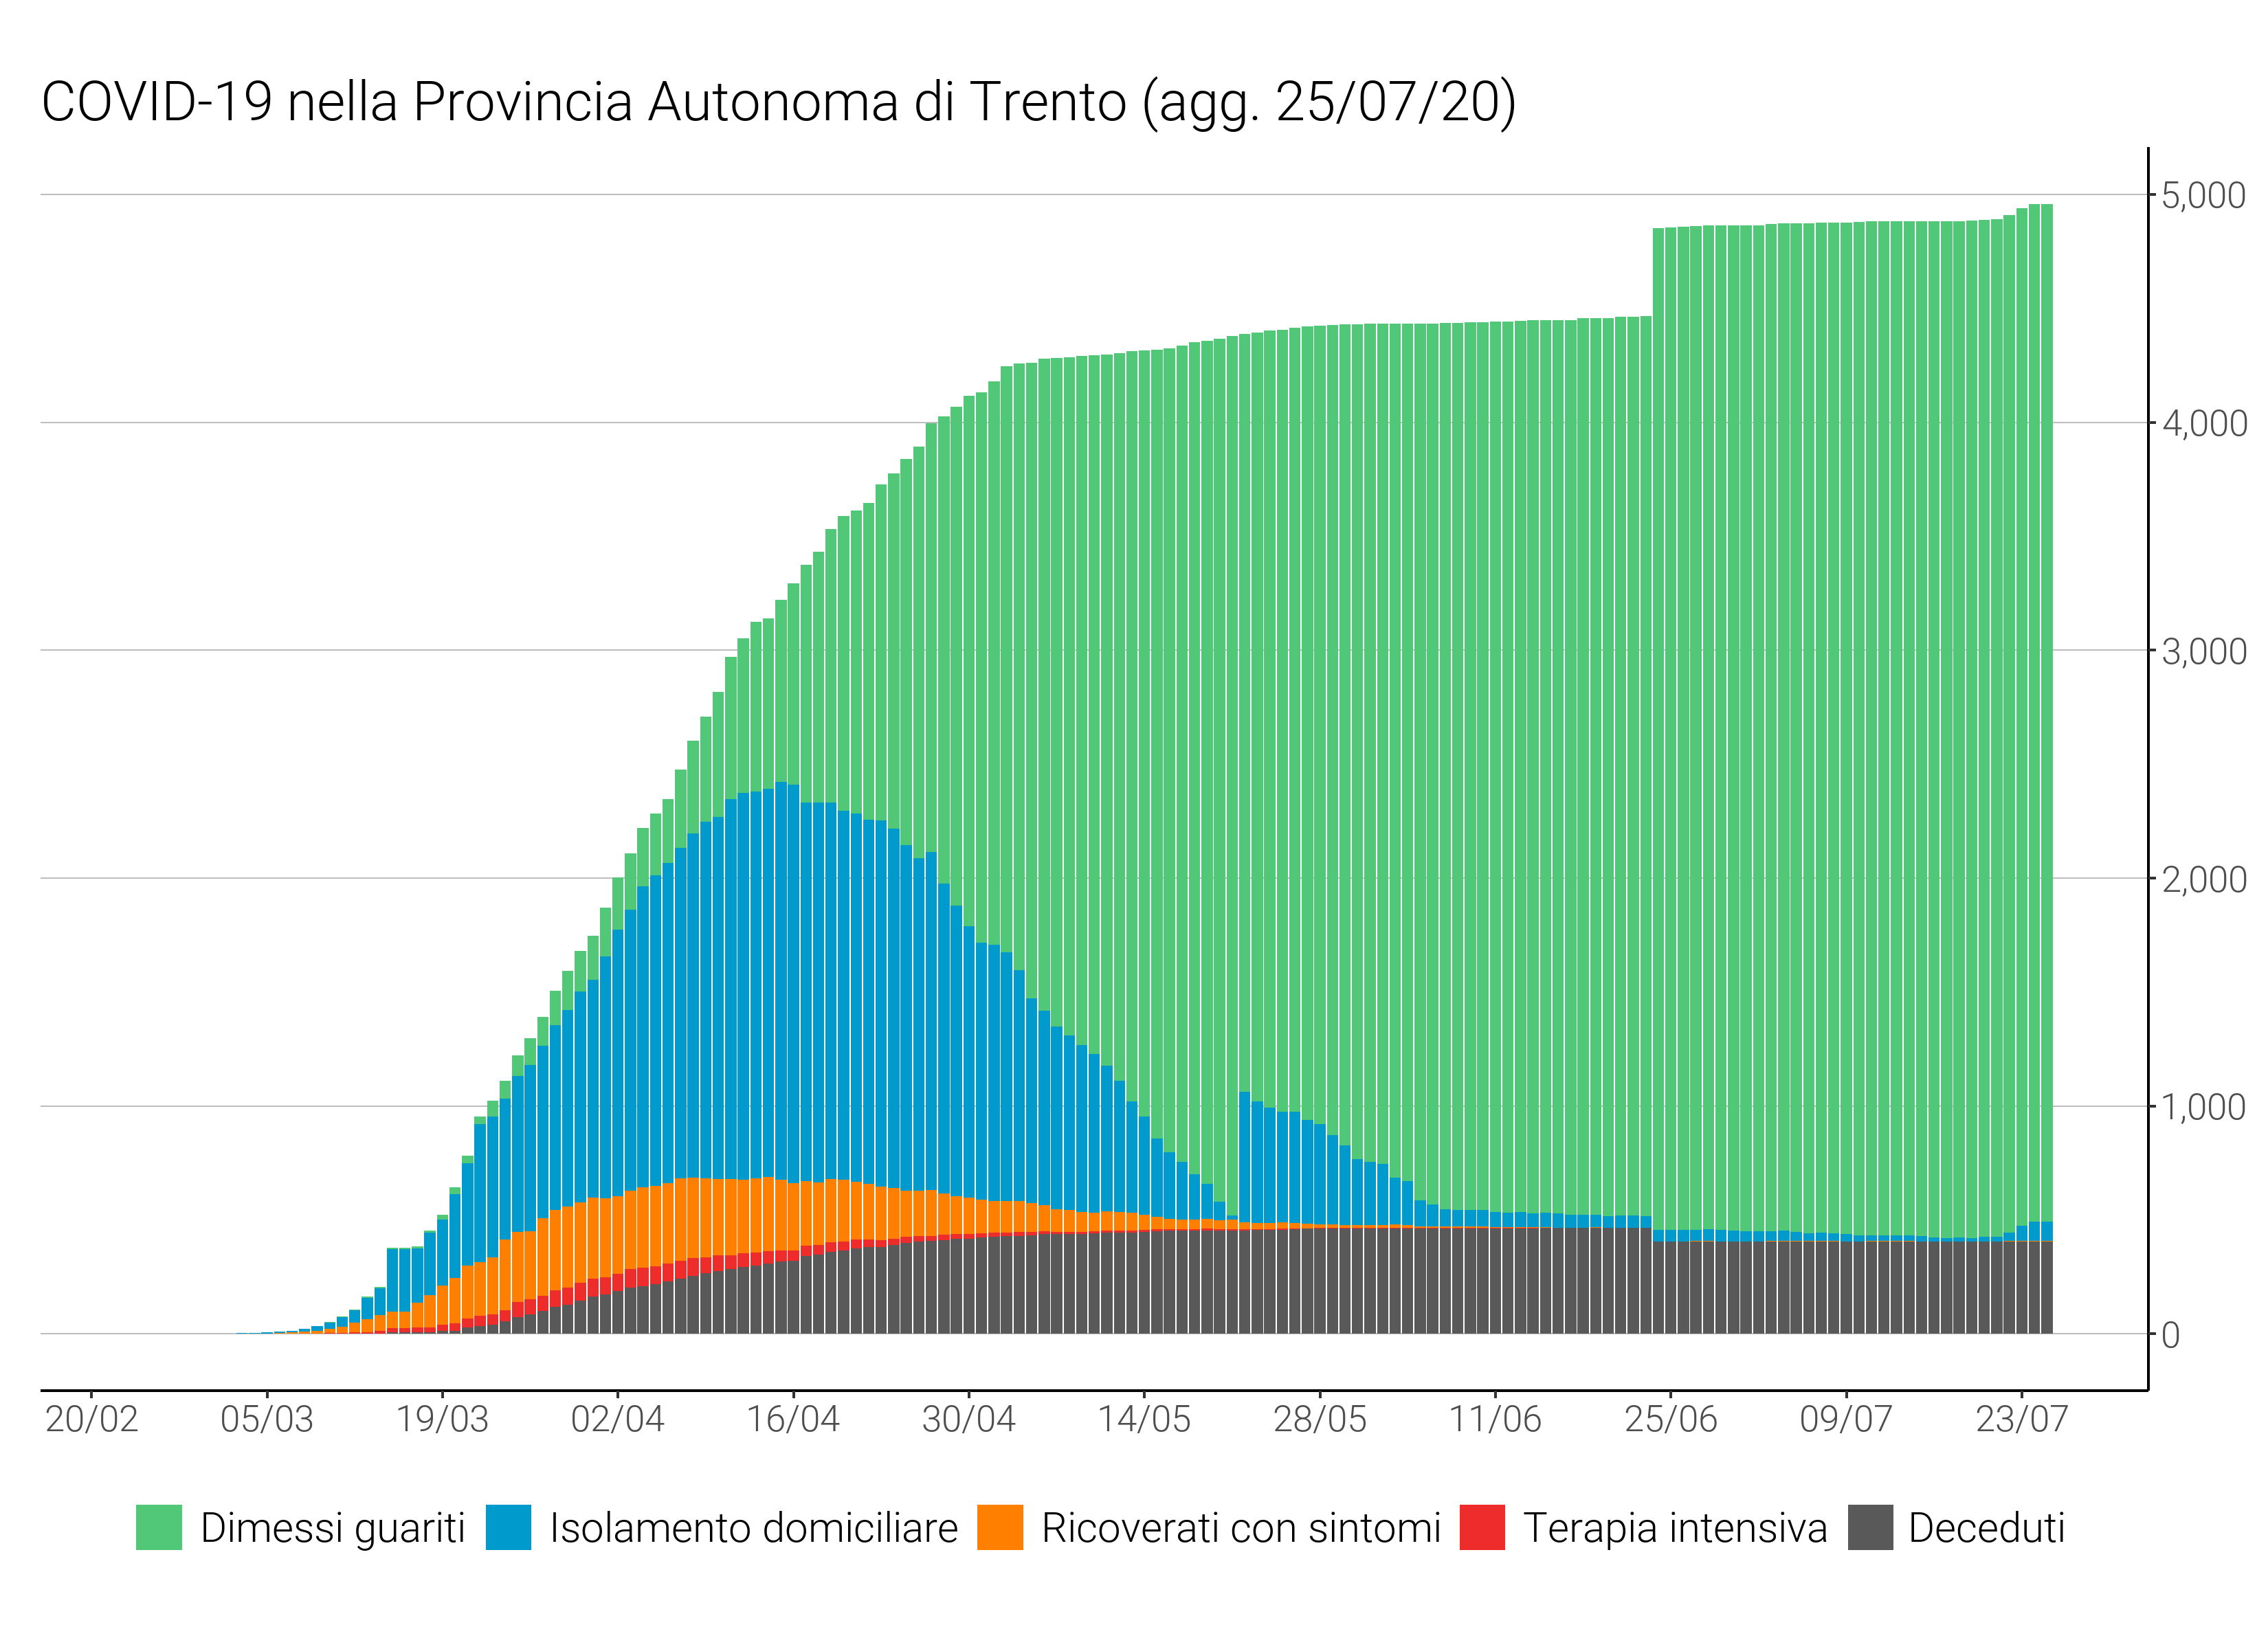 COVID-19 nella Provincia Autonoma di Trento (agg. 25/07/20)
5,000
4,000
3,000
2,000
1,000
0
20/02 05/03 19/03 02/04 16/04 30/04 14/05 28/05 11/06 25/06 09/07 23/07
Dimessi guariti Isolamento domiciliare Ricoverati con sintomi Terapia intensiva Deceduti